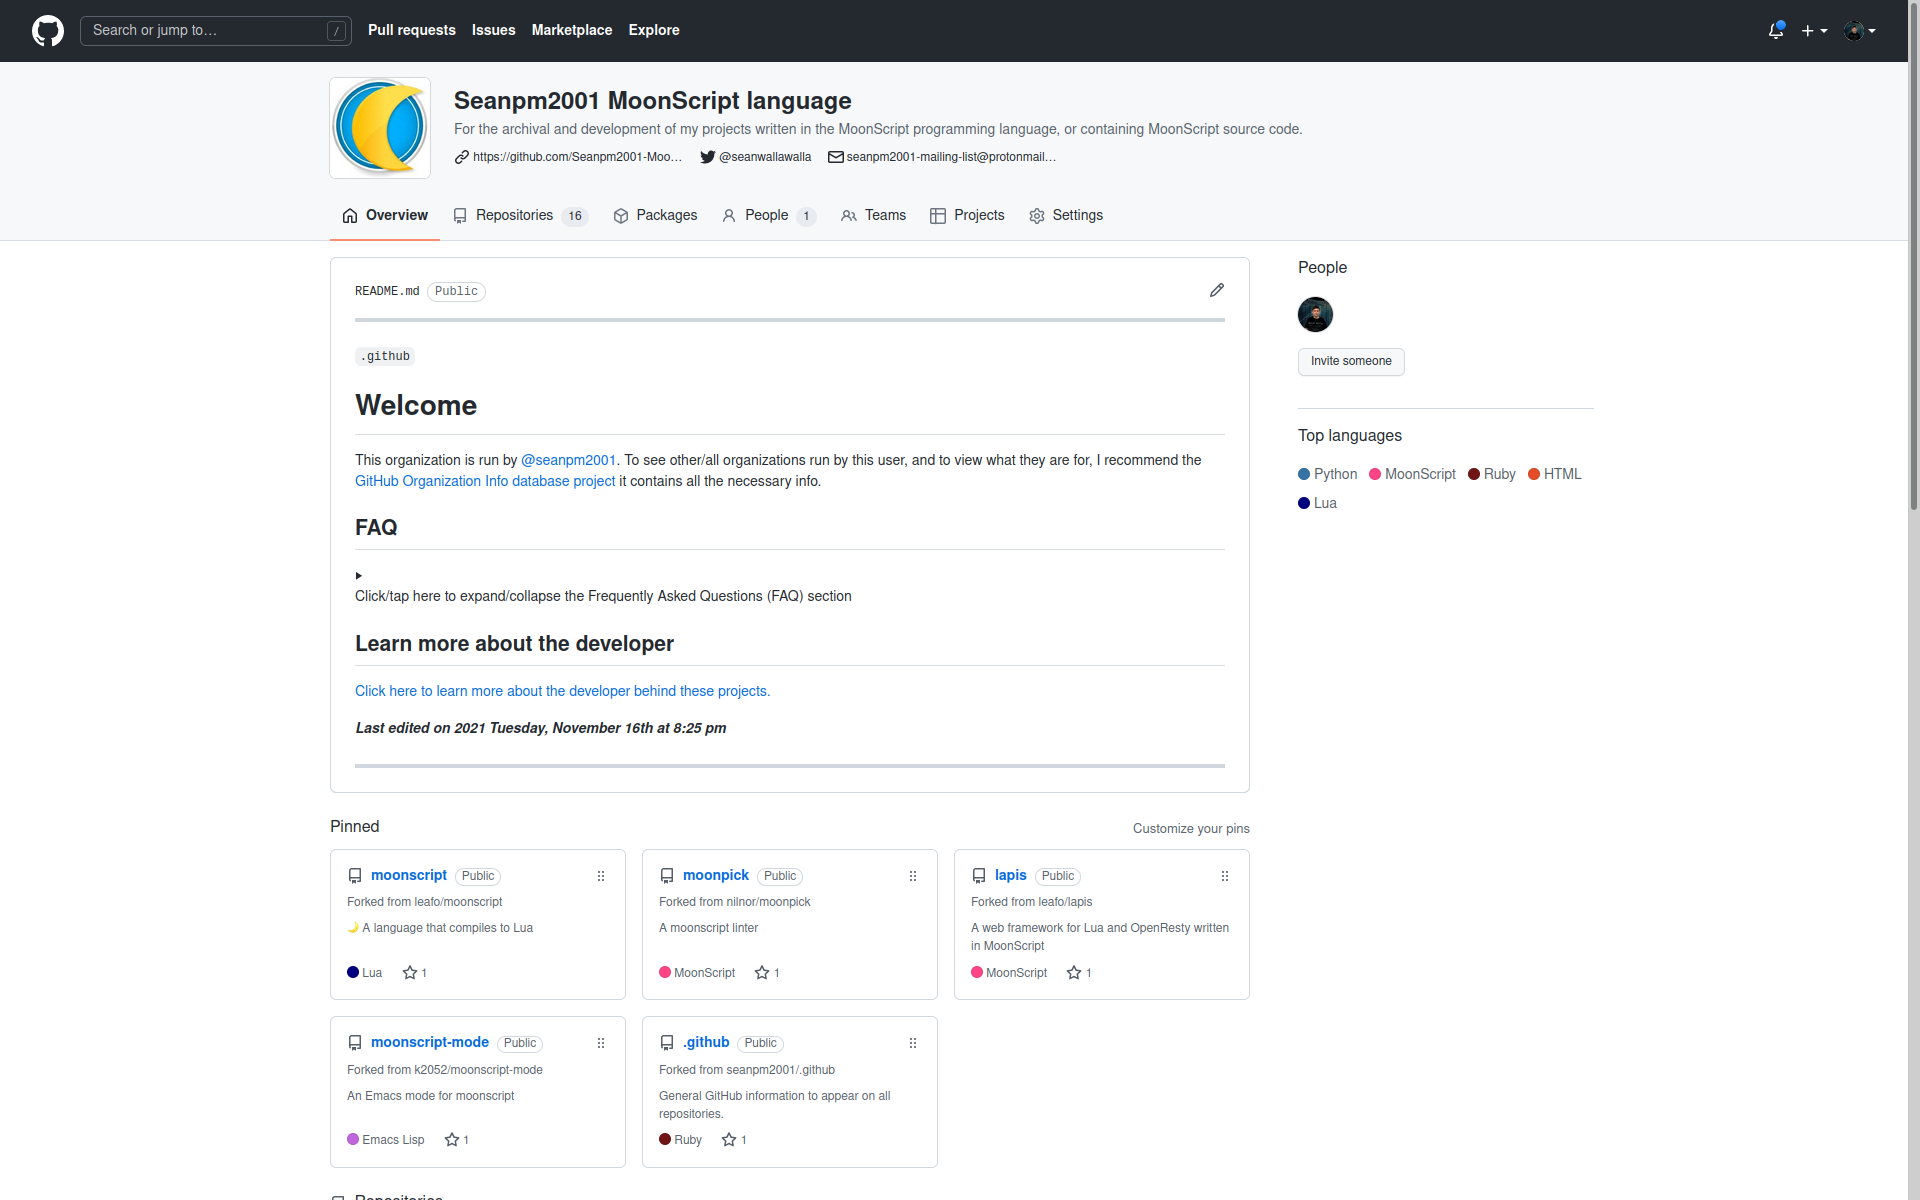 Search or jump to…
/
Pull requests
Issues
Marketplace
Explore
Seanpm2001 MoonScript language
For the archival and development of my projects written in the MoonScript programming language, or containing MoonScript source code.
https://github.com/Seanpm2001-Moo…
@seanwallawalla
seanpm2001-mailing-list@protonmail…
Overview
Repositories 16
Packages
People 1
Teams
Projects
Settings
README.md Public
.github
Welcome
This organization is run by @seanpm2001. To see other/all organizations run by this user, and to view what they are for, I recommend the
GitHub Organization Info database project it contains all the necessary info.
FAQ
Click/tap here to expand/collapse the Frequently Asked Questions (FAQ) section
Learn more about the developer
Click here to learn more about the developer behind these projects.
Last edited on 2021 Tuesday, November 16th at 8:25 pm
People
Invite someone
Top languages
Python MoonScript Ruby HTML
Lua
Pinned
Customize your pins
moonscript Public
Forked from leafo/moonscript
A language that compiles to Lua
Lua 1
moonpick Public
Forked from nilnor/moonpick
A moonscript linter
MoonScript 1
lapis Public
Forked from leafo/lapis
A web framework for Lua and OpenResty written
in MoonScript
MoonScript 1
moonscript-mode Public
Forked from k2052/moonscript-mode
An Emacs mode for moonscript
Emacs Lisp 1
.github Public
Forked from seanpm2001/.github
General GitHub information to appear on all
repositories.
Ruby 1
Repositories